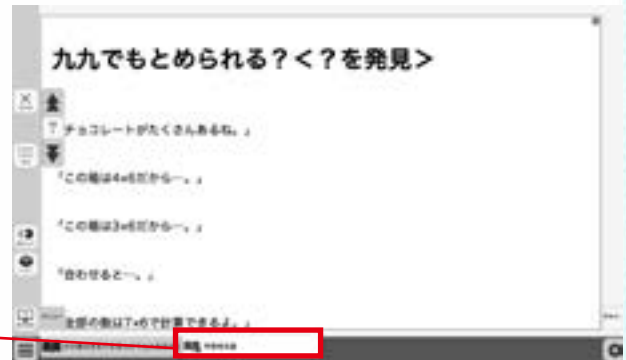 九九でもとめられる？＜？を発見＞
「チョコレートがたくさんあるね。」
「この箱は4×6だから…。」
「この箱は3×6だから…。」
「合わせると…。」
全部の数は7×6で計算できるよ。」